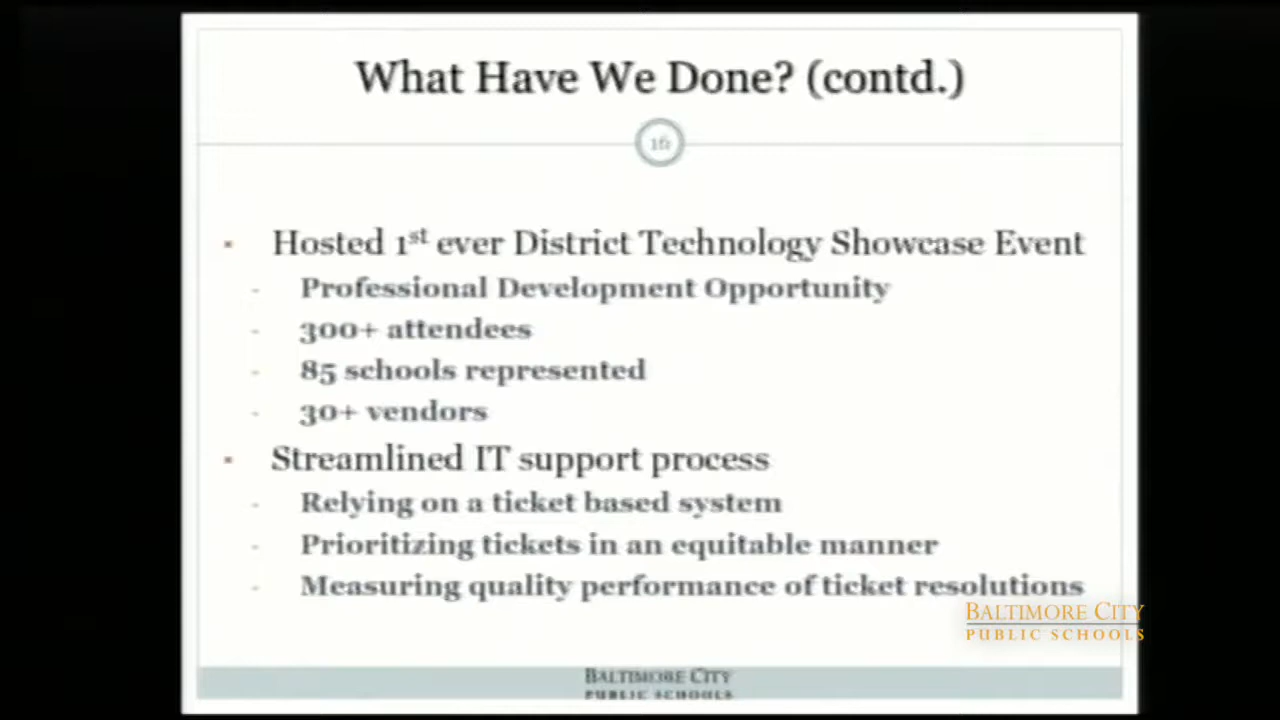 What Have We Done? (contd.)
16
▪ Hosted 1st ever District Technology Showcase Event
- Professional Development Opportunity
- 300+ attendees
- 85 schools represented
- 30+ vendors
▪ Streamlined IT support process
- Relying on a ticket based system
- Prioritizing tickets in an equitable manner
- Measuring quality performance of ticket resolutions
BALTIMORE CITY
PUBLIC SCHOOLS
BALTIMORE CITY
PUBLIC SCHOOLS